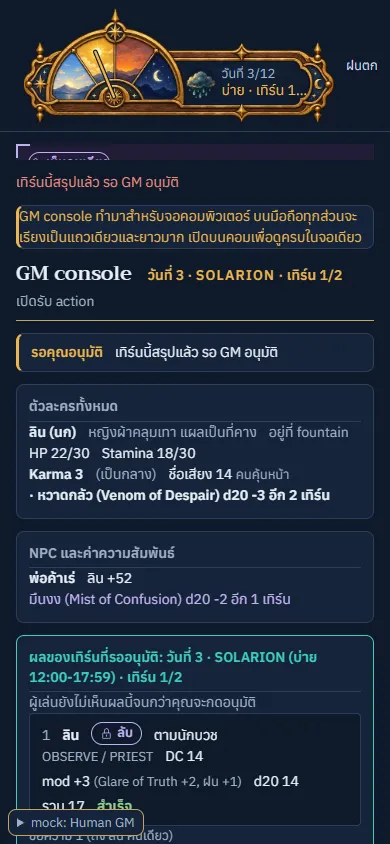 วันที่ 3/12
บ่าย · เทิร์น 1...
ฝนตก
เทิร์นนี้สรุปแล้ว รอ GM อนุมัติ
GM console ทำมาสำหรับจอคอมพิวเตอร์ บนมือถือทุกส่วนจะ
เรียงเป็นแถวเดียวและยาวมาก เปิดบนคอมเพื่อดูครบในจอเดียว
GM console วันที่ 3 · SOLARION · เทิร์น 1/2
เปิดรับ action
รอคุณอนุมัติ เทิร์นนี้สรุปแล้ว รอ GM อนุมัติ
ตัวละครทั้งหมด
ลิน (นก) หญิงผ้าคลุมเทา แผลเป็นที่คาง อยู่ที่ fountain
HP 22/30 Stamina 18/30
Karma 3 (เป็นกลาง) ชื่อเสียง 14 คนคุ้นหน้า
· หวาดกลัว (Venom of Despair) d20 -3 อีก 2 เทิร์น
NPC และค่าความสัมพันธ์
พ่อค้าเร่ ลิน +52
มึนงง (Mist of Confusion) d20 -2 อีก 1 เทิร์น
ผลของเทิร์นที่รออนุมัติ: วันที่ 3 · SOLARION (บ่าย
12:00-17:59) · เทิร์น 1/2
ผู้เล่นยังไม่เห็นผลนี้จนกว่าคุณจะกดอนุมัติ
1 ลิน ลับ ตามนักบวช
OBSERVE / PRIEST DC 14
mod +3 (Glare of Truth +2, ฝน +1) d20 14
รวม 17 สำเร็จ
▶ mock: Human GM